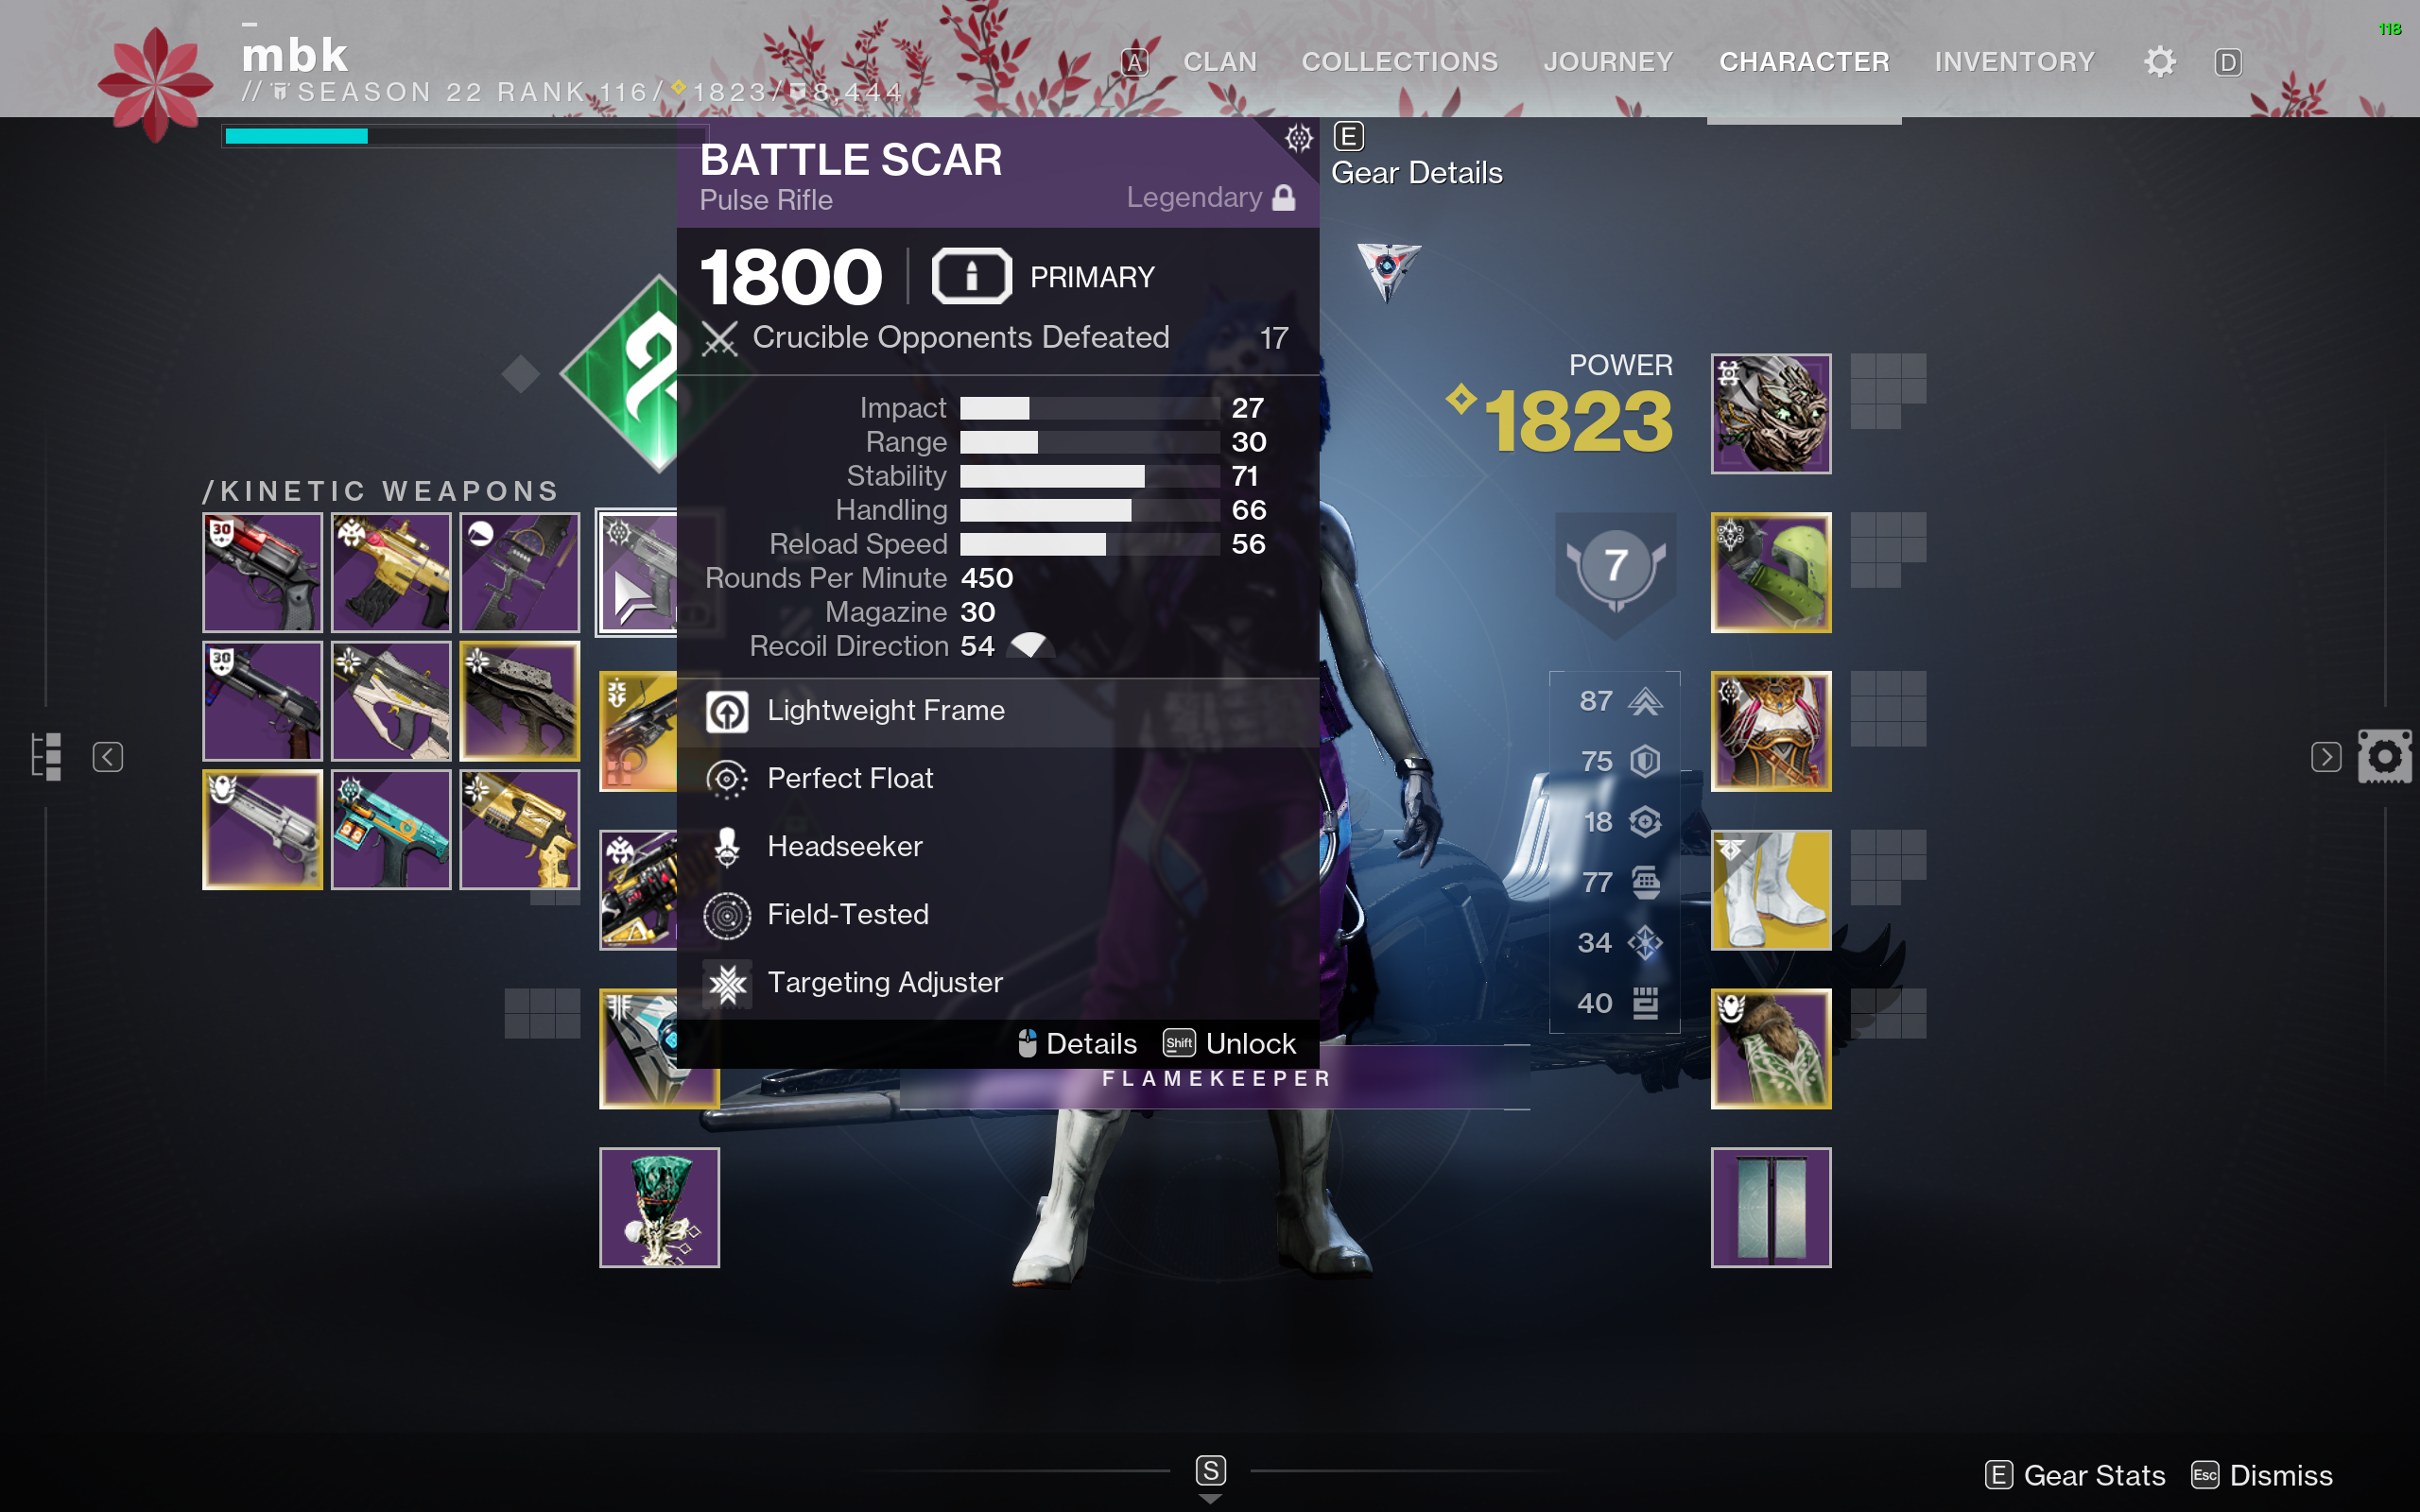 mbk
// SEASON 22 RANK 116/ 1823/ 8,444
A CLAN COLLECTIONS JOURNEY CHARACTER INVENTORY D
118
BATTLE SCAR
Pulse Rifle
Legendary
E
Gear Details
1800 PRIMARY
Crucible Opponents Defeated 17
Impact 27
Range 30
Stability 71
Handling 66
Reload Speed 56
Rounds Per Minute 450
Magazine 30
Recoil Direction 54
Lightweight Frame
Perfect Float
Headseeker
Field-Tested
Targeting Adjuster
Details Shift Unlock
FLAMEKEEPER
/KINETIC WEAPONS
30
30
POWER
1823
7
87
75
18
77
34
40
S
E Gear Stats Esc Dismiss